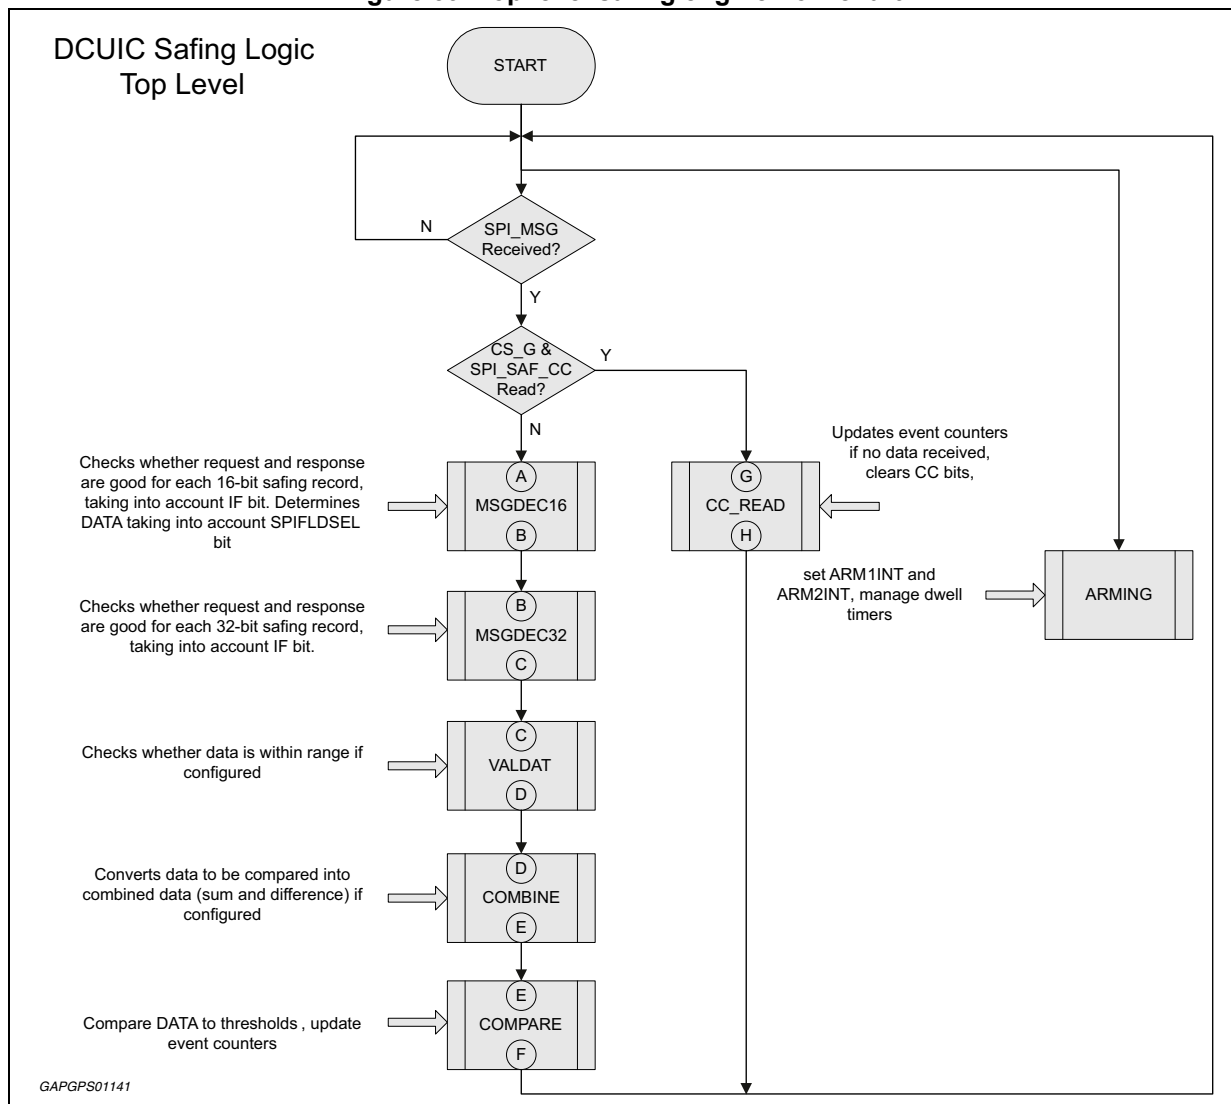 DCUIC Safing Logic
Top Level
START
N
SPI_MSG
Received?
Y
CS_G &
SPI_SAF_CC
Read?
Y
N
Checks whether request and response
are good for each 16-bit safing record,
taking into account IF bit. Determines
DATA taking into account SPIFLDSEL
bit
A
MSGDEC16
B
Updates event counters
if no data received,
clears CC bits,
G
CC_READ
H
set ARM1INT and
ARM2INT, manage dwell
timers
ARMING
Checks whether request and response
are good for each 32-bit safing record,
taking into account IF bit.
B
MSGDEC32
C
Checks whether data is within range if
configured
C
VALDAT
D
Converts data to be compared into
combined data (sum and difference) if
configured
D
COMBINE
E
Compare DATA to thresholds , update
event counters
E
COMPARE
F
GAPGPS01141